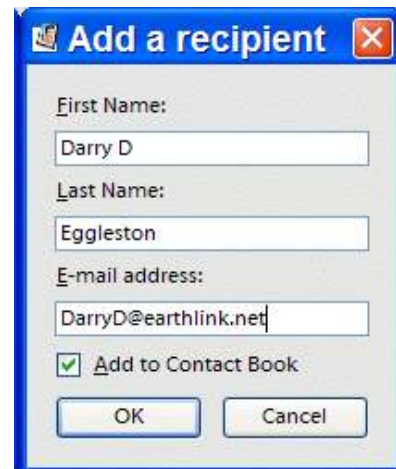 Add a recipient
First Name:
Darry D
Last Name:
Eggleston
E-mail address:
DarryD@earthlink.net
Add to Contact Book
OK Cancel